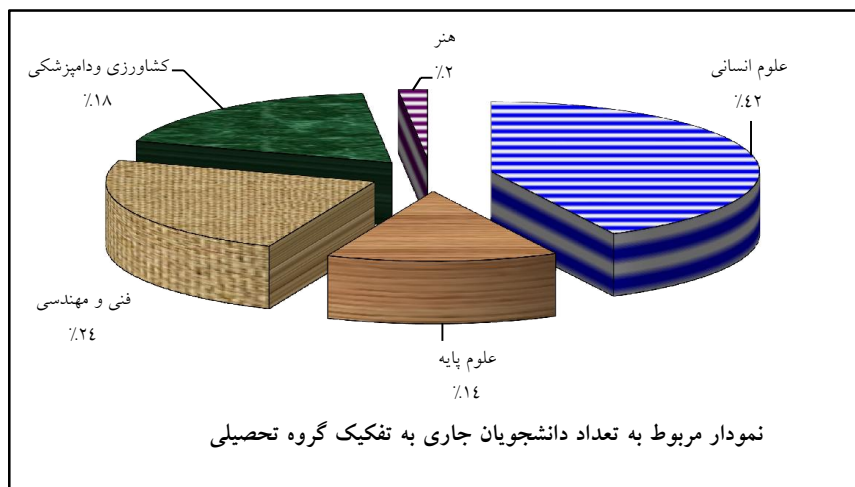 هنر
٪۲
علوم انسانی
٪٤۲
کشاورزی ودامپزشکی
٪۱۸
فنی و مهندسی
٪۲٤
علوم پایه
٪۱٤
نمودار مربوط به تعداد دانشجویان جاری به تفکیک گروه تحصیلی